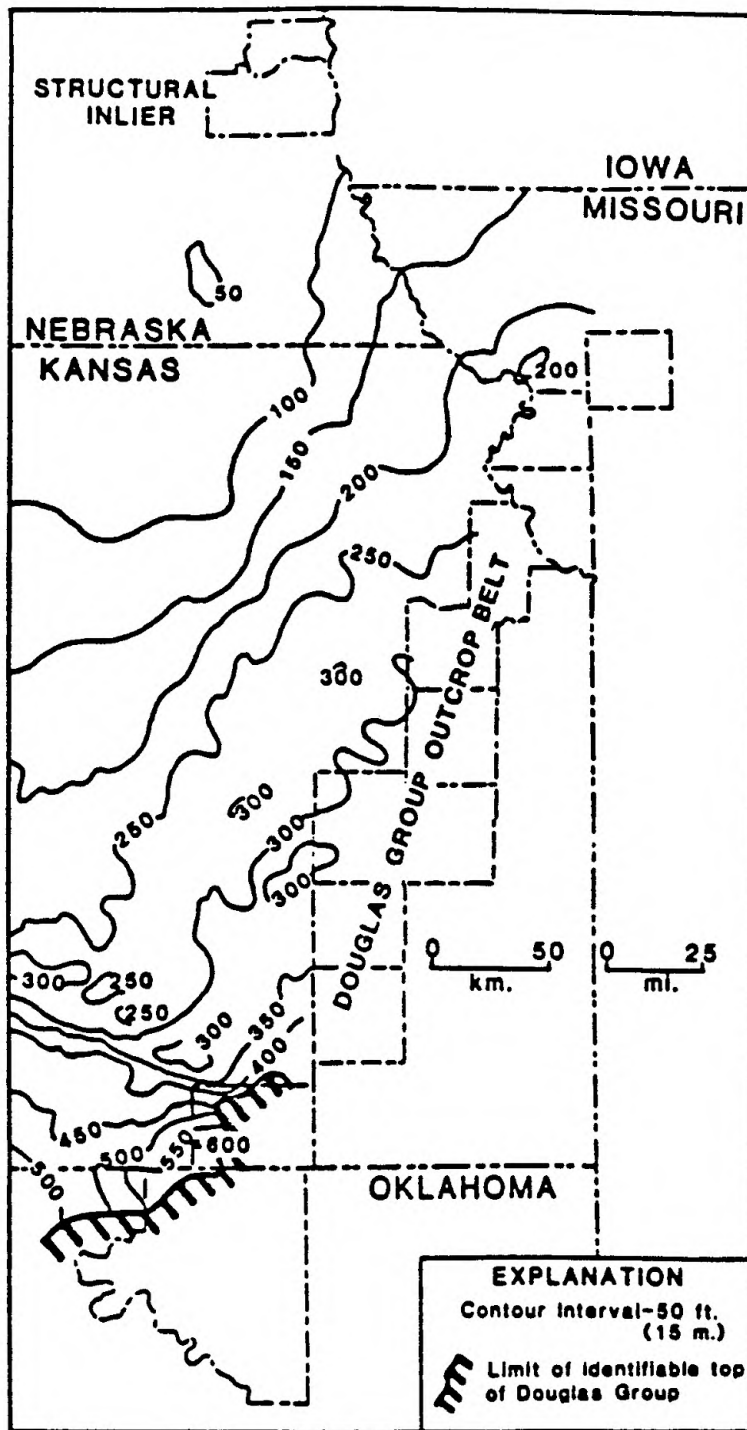 STRUCTURAL
INLIER
IOWA
MISSOURI
50
NEBRASKA
KANSAS
200
100
150
200
250
300
250
300
300
300
DOUGLAS GROUP OUTCROP BELT
0 50
km.
0 25
mi.
300
250
250
300
350
400
450
500
550
600
500
OKLAHOMA
EXPLANATION
Contour Interval-50 ft.
(15 m.)
Limit of identifiable top
of Douglas Group